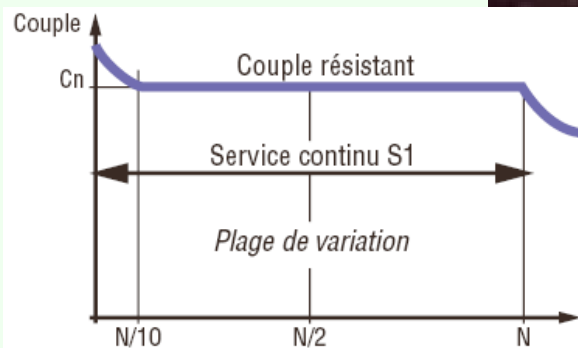 Couple
Couple résistant
Cn
Service continu S1
Plage de variation
N/10 N/2 N